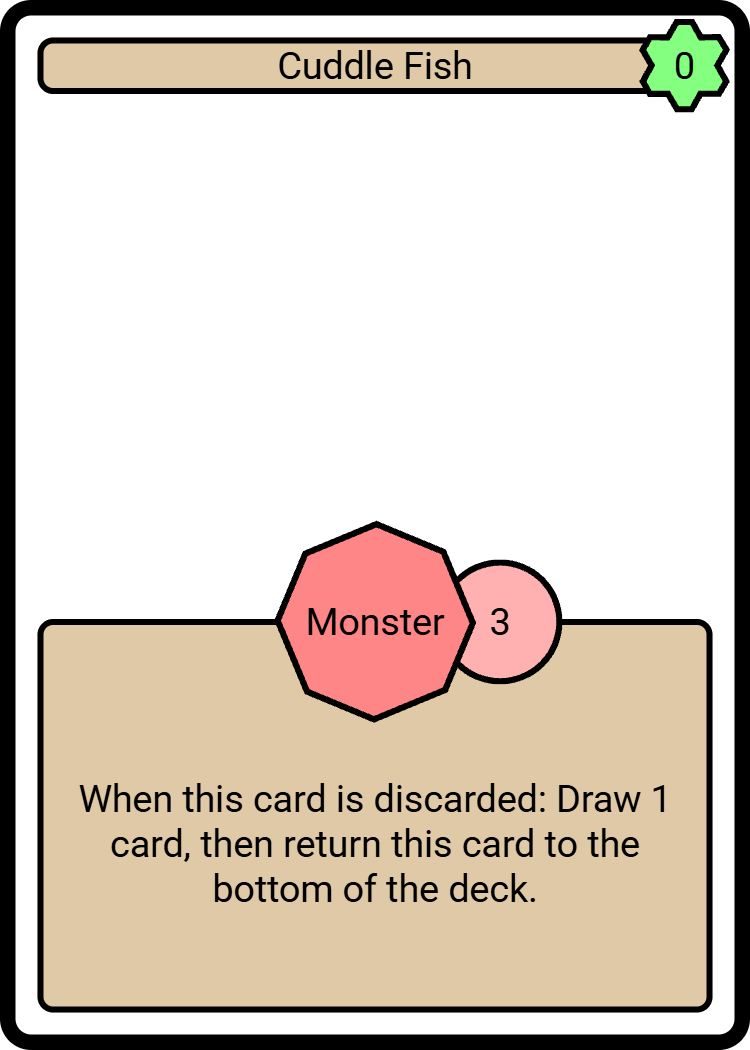 Cuddle Fish
0
Monster
3
When this card is discarded: Draw 1
card, then return this card to the
bottom of the deck.